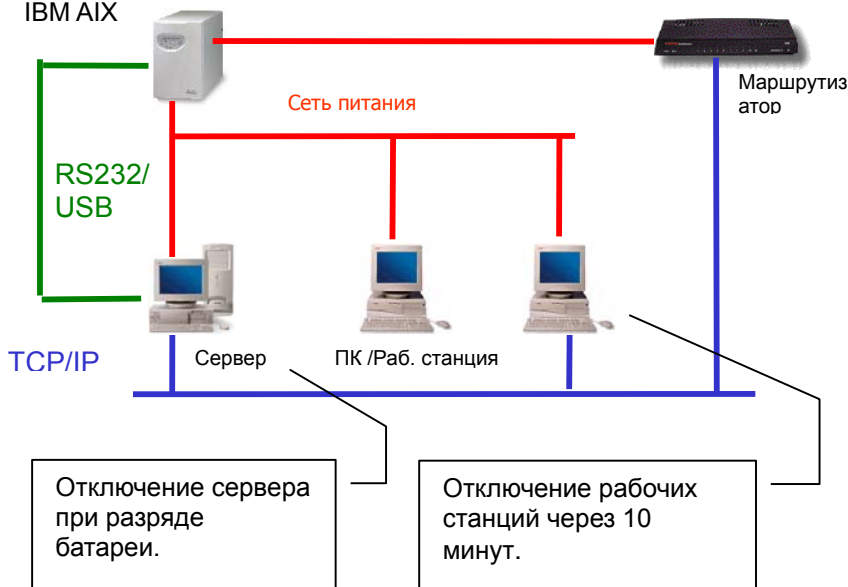 IBM AIX
Маршрутиз
атор
Сеть питания
RS232/
USB
TCP/IP
Сервер
ПК /Раб. станция
Отключение сервера
при разряде
батареи.
Отключение рабочих
станций через 10
минут.